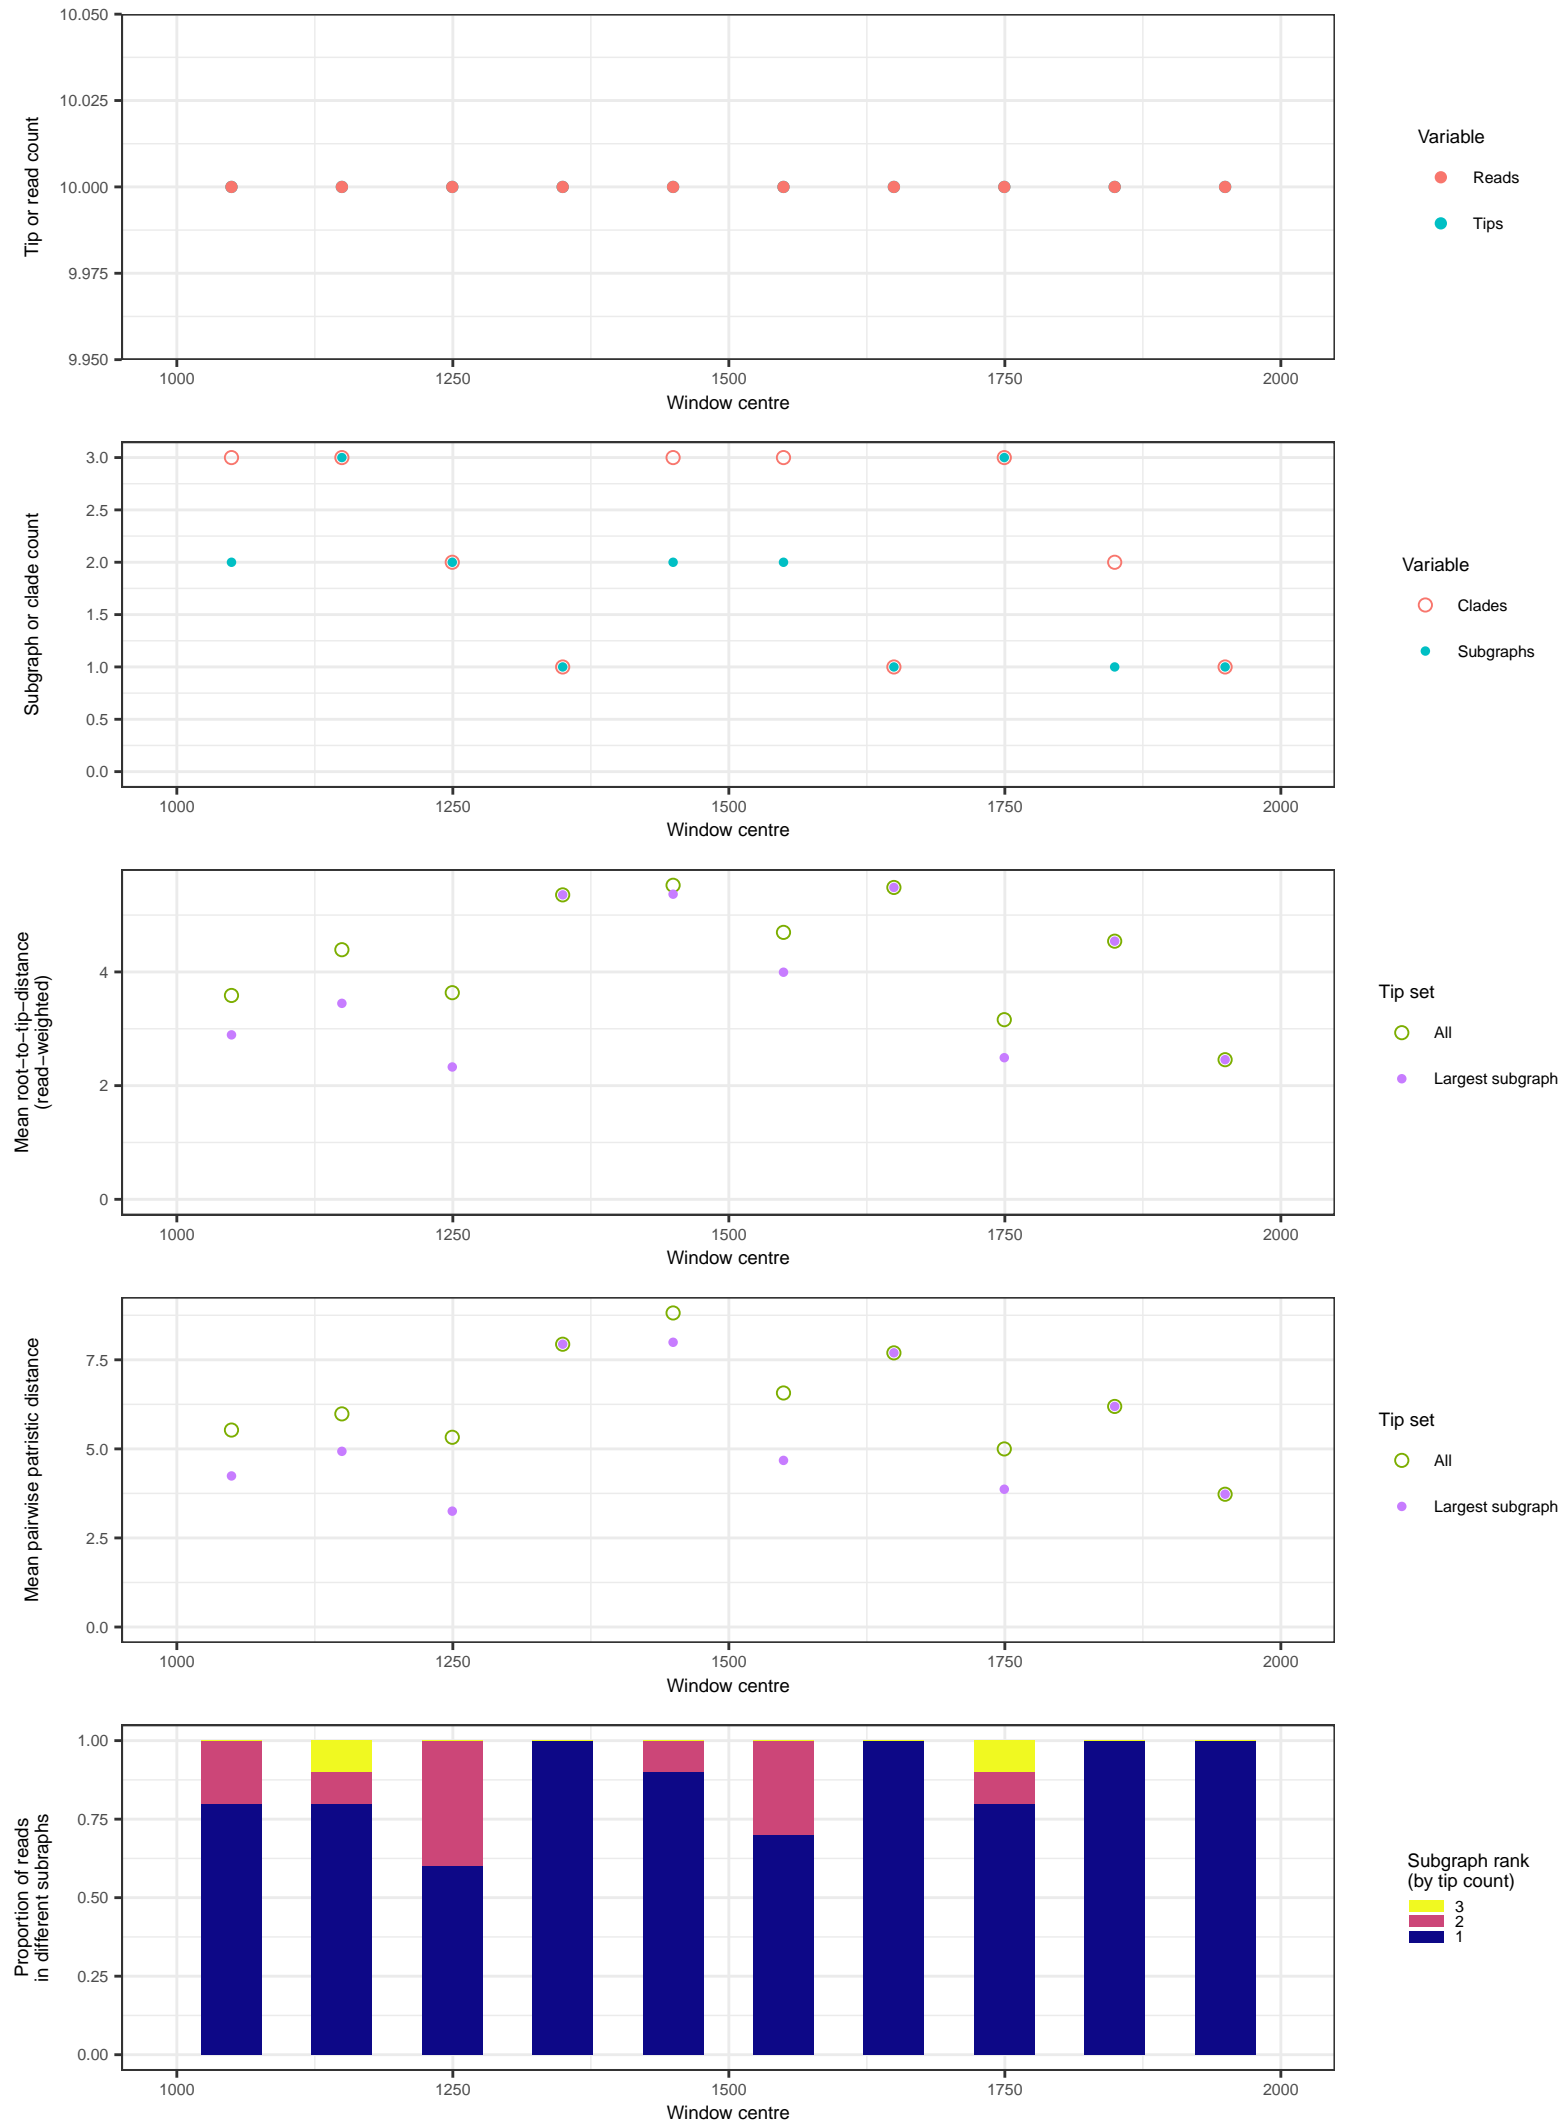 10.050
10.025
10.000
9.975
9.950
Tip or read count
1000 1250 1500 1750 2000
Window centre
Variable
Reads
Tips
3.0
2.5
2.0
1.5
1.0
0.5
0.0
Subgraph or clade count
1000 1250 1500 1750 2000
Window centre
Variable
Clades
Subgraphs
4
2
0
Mean root−to−tip−distance
(read−weighted)
1000 1250 1500 1750 2000
Window centre
Tip set
All
Largest subgraph
7.5
5.0
2.5
0.0
Mean pairwise patristic distance
1000 1250 1500 1750 2000
Window centre
Tip set
All
Largest subgraph
1.00
0.75
0.50
0.25
0.00
Proportion of reads
in different subraphs
1000 1250 1500 1750 2000
Window centre
Subgraph rank
(by tip count)
3
2
1